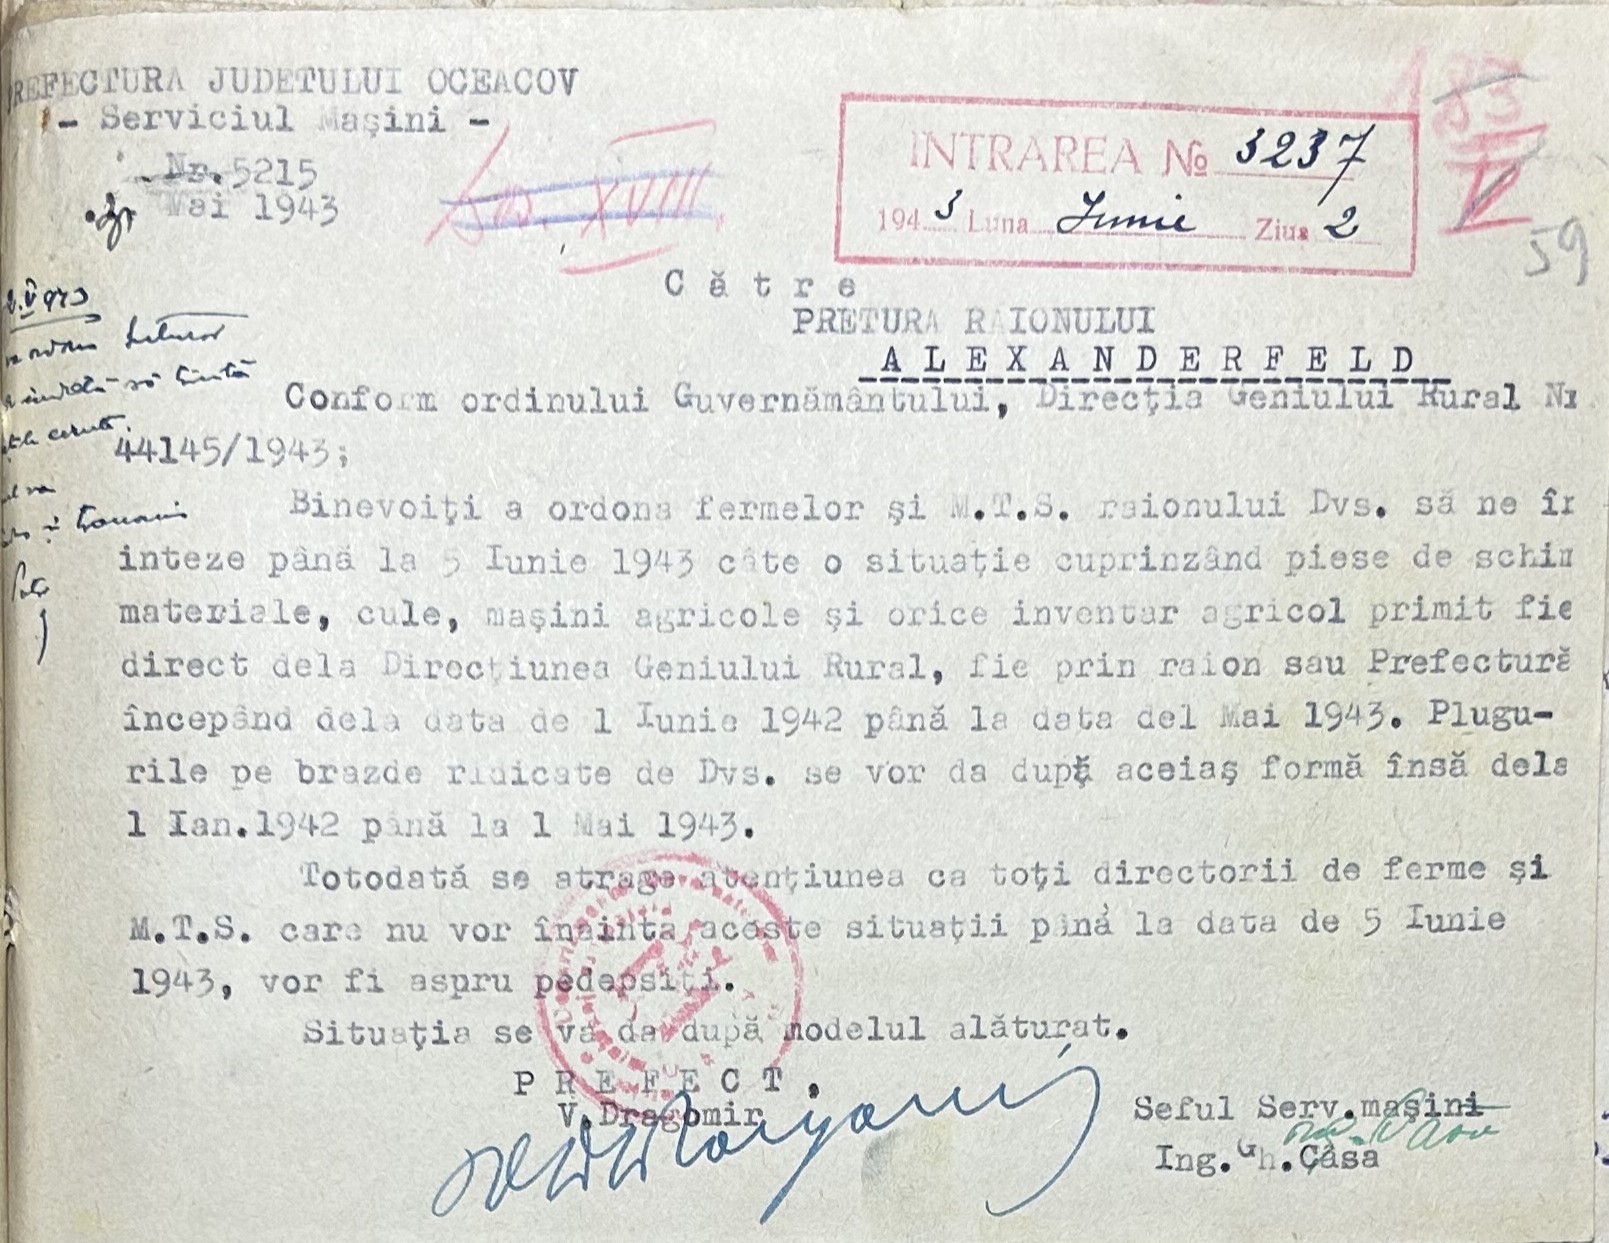 PREFECTURA JUDETULUI OCEACOV
- Serviciul Maşini -
Nr. 5215
31 Mai 1943
XVIII.
183
V
INTRAREA № 3237
1943 Luna Iunie Ziua 2
59
Către
PRETURA RAIONULUI
ALEXANDERFELD
Conform ordinului Guvernământului, Direcţia Geniului Rural Nr
44145/1943;
Binevoiţi a ordona fermelor şi M.T.S. raionului Dvs. să ne în
inteze până la 5 Iunie 1943 câte o situaţie cuprinzând piese de schim
materiale, cule, maşini agricole şi orice inventar agricol primit fie
direct dela Direcţiunea Geniului Rural, fie prin raion sau Prefectură
începând dela data de 1 Iunie 1942 până la data del Mai 1943. Plugu-
rile pe brazde ridicate de Dvs. se vor da după aceiaş formă însă dela
1 Ian.1942 până la 1 Mai 1943.
Totodată se atrage atenţiunea ca toţi directorii de ferme şi
M.T.S. care nu vor înainta aceste situaţii până la data de 5 Iunie
1943, vor fi aspru pedepsiţi.
Situaţia se va da după modelul alăturat.
PREFECT,
V.Dragomir
Seful Serv.maşini
Ing.Gh.Çâsa